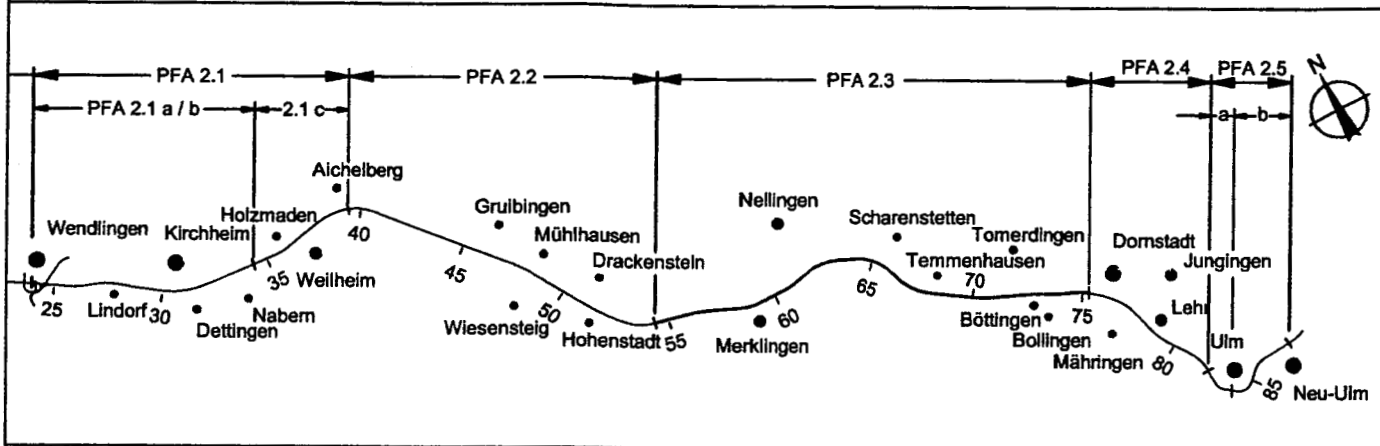 PFA 2.1
PFA 2.2
PFA 2.3
PFA 2.4
PFA 2.5
N
PFA 2.1 a / b
2.1 c
a
b
Aichelberg
Wendlingen
Kirchheim
Holzmaden
Weilheim
Lindorf
Dettingen
Nabern
Gruibingen
Mühlhausen
Drackenstein
Wiesensteig
Hohenstadt
Nellingen
Merklingen
Scharenstetten
Temmenhausen
Tomerdingen
Böttingen
Bollingen
Mähringen
Dornstadt
Jungingen
Lehr
Ulm
Neu-Ulm
25
30
35
40
45
50
55
60
65
70
75
80
85